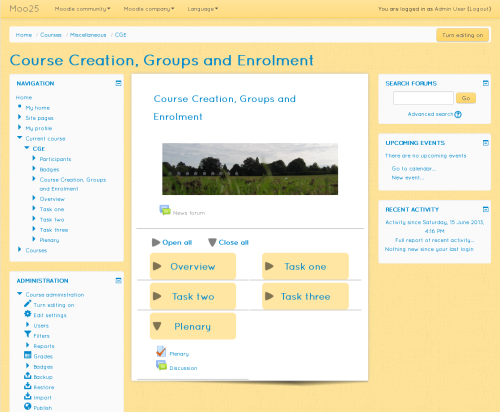 Moo25
Moodle community
Moodle company
Language
You are logged in as Admin User (Logout)
Home / Courses / Miscellaneous / CGE
Turn editing on
Course Creation, Groups and Enrolment
NAVIGATION
Home
My home
Site pages
My profile
Current course
CGE
Participants
Badges
Course Creation, Groups
and Enrolment
Overview
Task one
Task two
Task three
Plenary
Courses
ADMINISTRATION
Course administration
Turn editing on
Edit settings
Users
Filters
Reports
Grades
Badges
Backup
Restore
Import
Publish
Course Creation, Groups and
Enrolment
News forum
Open all
Close all
Overview
Task one
Task two
Task three
Plenary
Plenary
Discussion
SEARCH FORUMS
Go
Advanced search
UPCOMING EVENTS
There are no upcoming events
Go to calendar...
New event...
RECENT ACTIVITY
Activity since Saturday, 15 June 2013,
4:16 PM
Full report of recent activity...
Nothing new since your last login